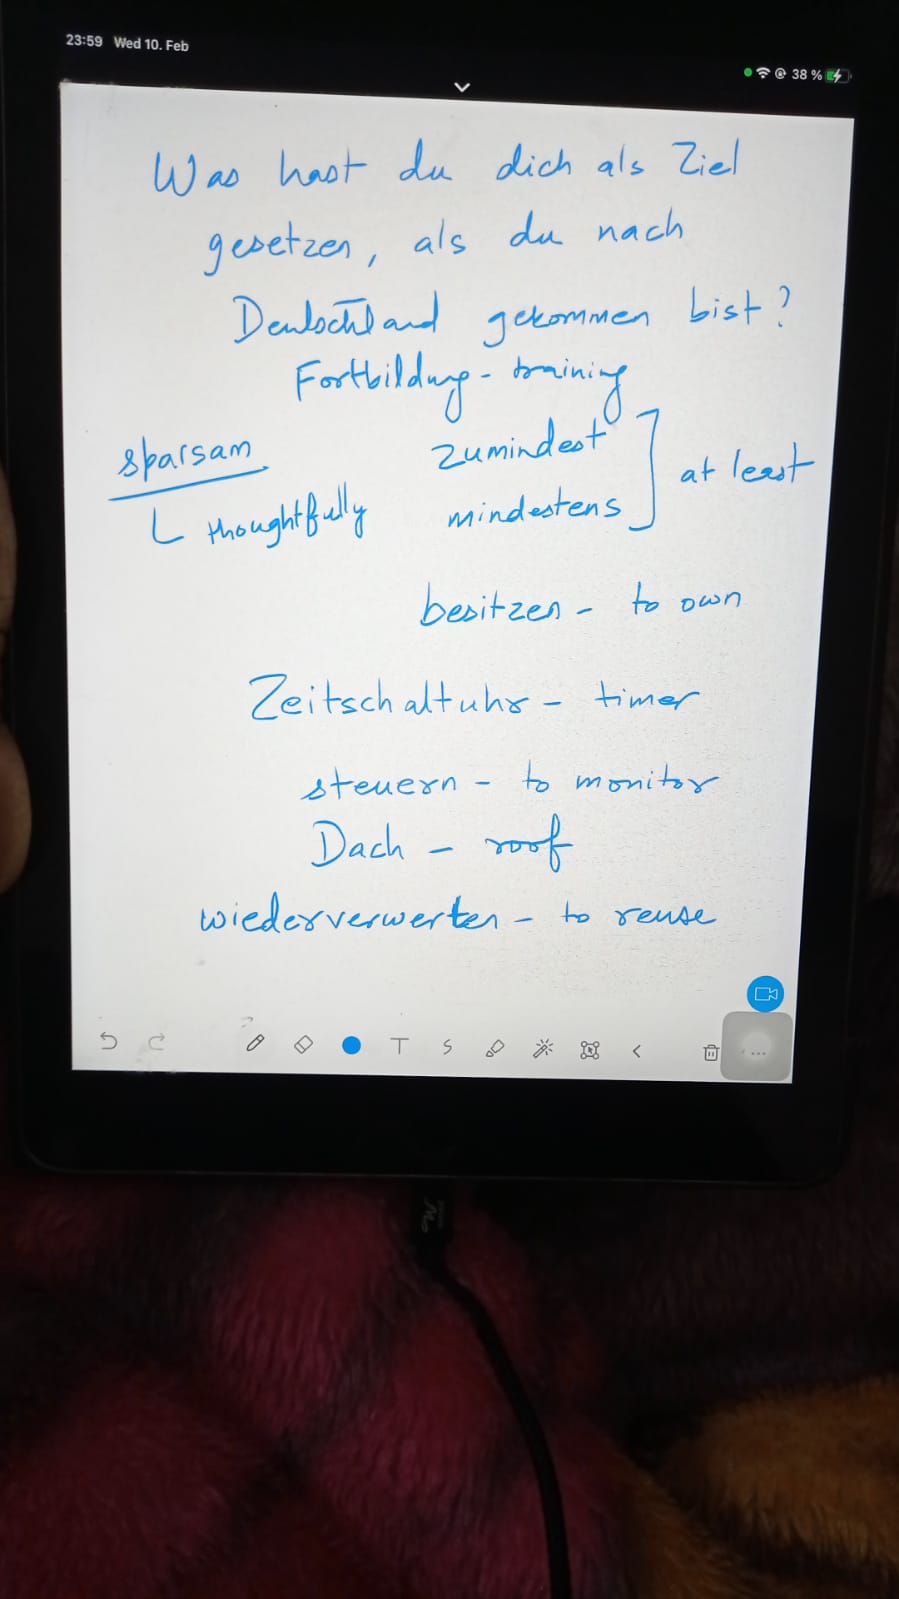 23:59 Wed 10. Feb
38 %
Was hast du dich als Ziel
gesetzen, als du nach
Deutschland gekommen bist?
Fortbildung - training
sparsam
↳ thoughtfully
zumindest
mindestens
at least
besitzen - to own
Zeitschaltuhr - timer
steuern - to monitor
Dach - roof
wiederverwerten - to reuse
T
S